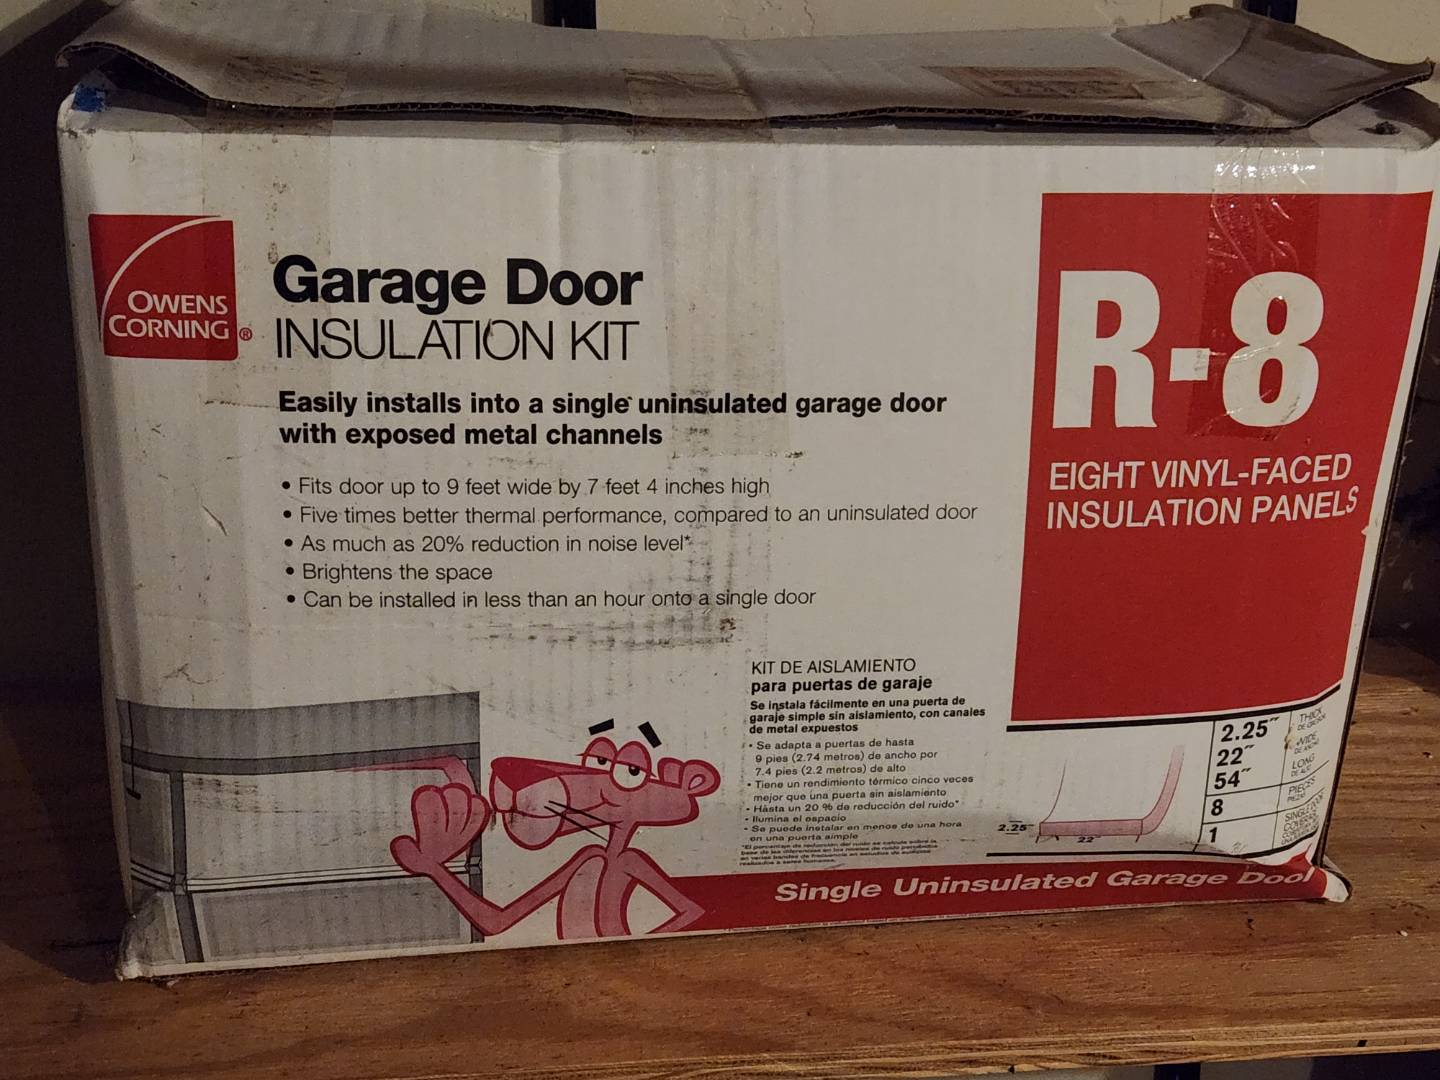 OWENS
CORNING®
Garage Door
INSULATION KIT
Easily installs into a single uninsulated garage door
with exposed metal channels
• Fits door up to 9 feet wide by 7 feet 4 inches high
• Five times better thermal performance, compared to an uninsulated door
• As much as 20% reduction in noise level*
• Brightens the space
• Can be installed in less than an hour onto a single door
R-8
EIGHT VINYL-FACED
INSULATION PANELS
KIT DE AISLAMIENTO
para puertas de garaje
Se instala fácilmente en una puerta de
garaje simple sin aislamiento, con canales
de metal expuestos
• Se adapta a puertas de hasta
9 pies (2.74 metros) de ancho por
7.4 pies (2.2 metros) de alto
• Tiene un rendimiento térmico cinco veces
mejor que una puerta sin aislamiento
• Hasta un 20 % de reducción del ruido*
• Ilumina el espacio
• Se puede instalar en menos de una hora
en una puerta simple
2.25"
22"
2.25" THICK
22" WIDE
54" LONG
8 PIECES
1 SINGLE DOOR
Single Uninsulated Garage Door